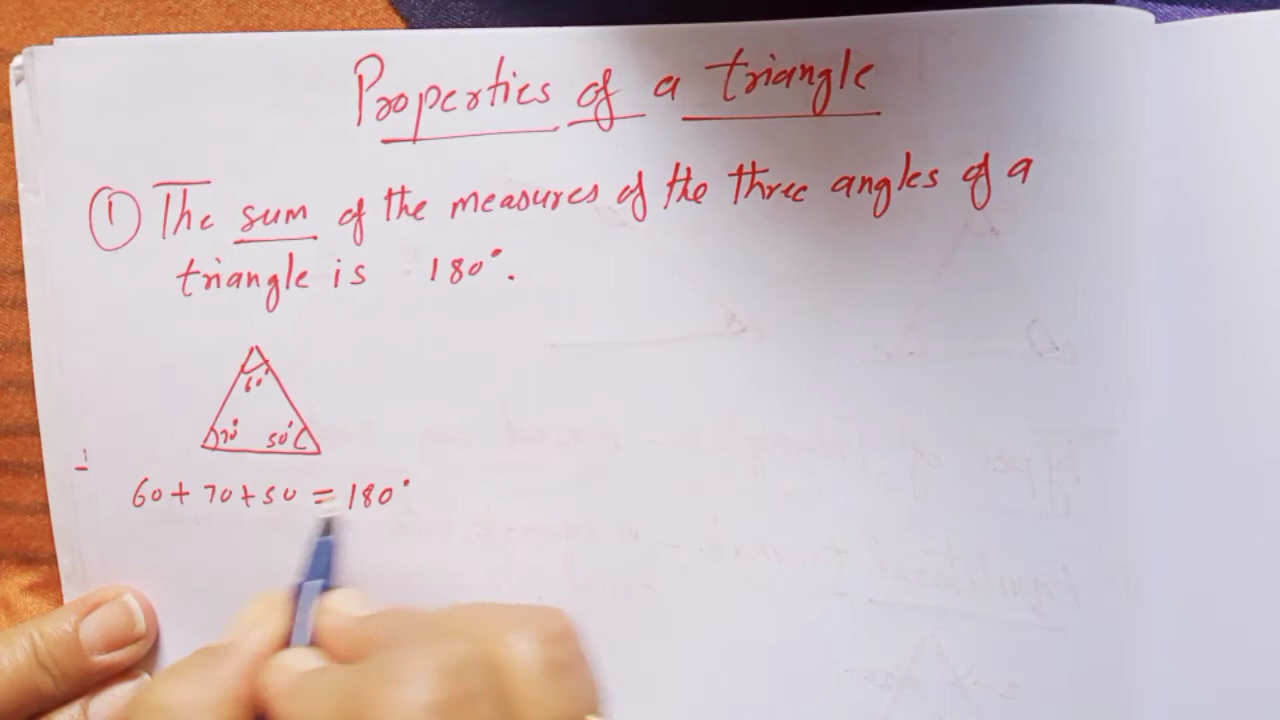 Properties of a triangle
① The sum of the measures of the three angles of a
triangle is 180°.
60°
70° 50°
60 + 70 + 50 = 180°